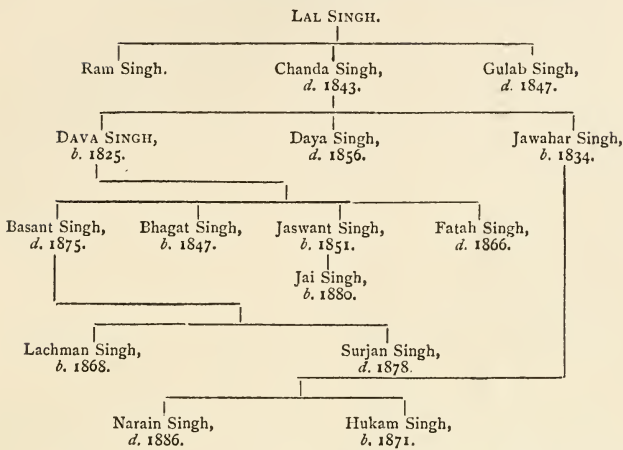 LAL SINGH.
Ram Singh. Chanda Singh, Gulab Singh,
d. 1843. d. 1847.
DAVA SINGH, Daya Singh, Jawahar Singh,
b. 1825. d. 1856. b. 1834.
Basant Singh, Bhagat Singh, Jaswant Singh, Fatah Singh,
d. 1875. b. 1847. b. 1851. d. 1866.
Jai Singh,
b. 1880.
Lachman Singh, Surjan Singh,
b. 1868. d. 1878.
Narain Singh, Hukam Singh,
d. 1886. b. 1871.